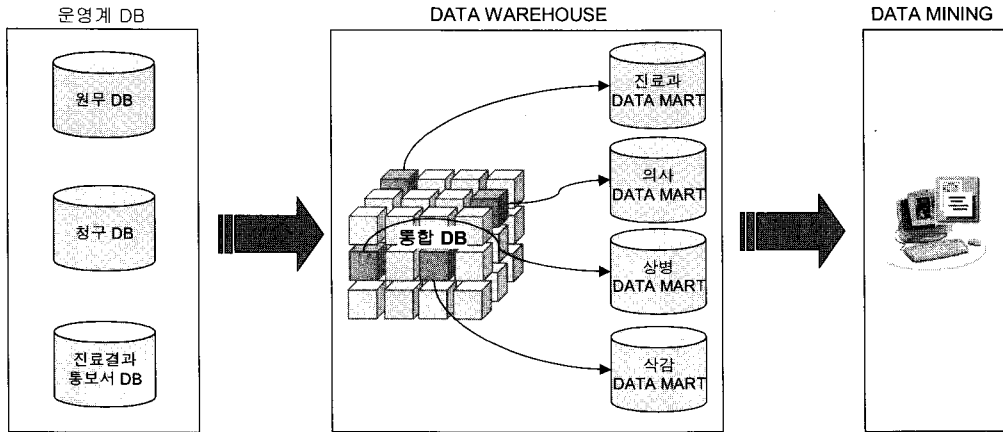 운영계 DB
원무 DB
청구 DB
진료결과
통보서 DB
DATA WAREHOUSE
통합 DB
진료과
DATA MART
의사
DATA MART
상병
DATA MART
삭감
DATA MART
DATA MINING